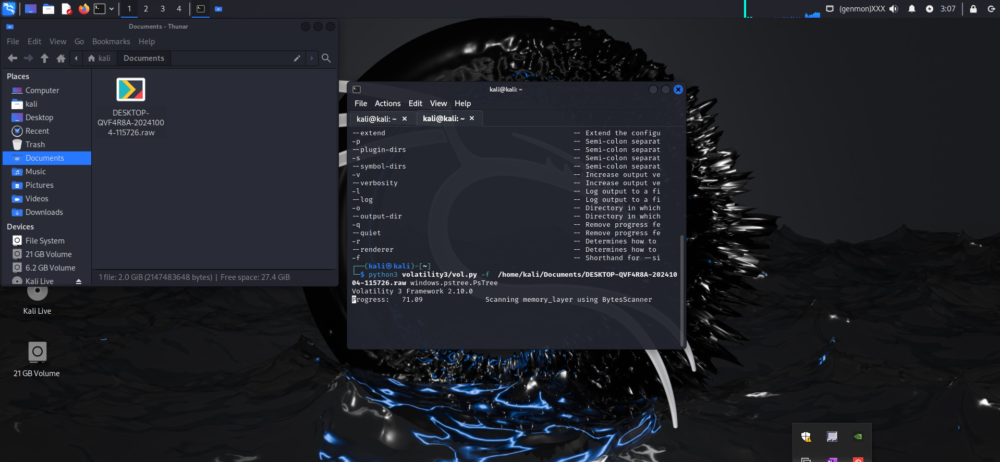 1 2 3 4
(genmon)XXX 3:07
Documents - Thunar
File Edit View Go Bookmarks Help
kali Documents
Places
Computer
kali
Desktop
Recent
Trash
Documents
Music
Pictures
Videos
Downloads
Devices
File System
21 GB Volume
6.2 GB Volume
Kali Live
DESKTOP-
QVF4R8A-2024100
4-115726.raw
1 file: 2.0 GiB (2147483648 bytes) | Free space: 27.4 GiB
Kali Live
21 GB Volume
kali@kali: ~
File Actions Edit View Help
kali@kali: ~ × kali@kali: ~ ×
--extend -- Extend the configu
-p -- Semi-colon separat
--plugin-dirs -- Semi-colon separat
-s -- Semi-colon separat
--symbol-dirs -- Semi-colon separat
-v -- Increase output ve
--verbosity -- Increase output ve
-l -- Log output to a fi
--log -- Log output to a fi
-o -- Directory in which
--output-dir -- Directory in which
-q -- Remove progress fe
--quiet -- Remove progress fe
-r -- Determines how to
--renderer -- Determines how to
-f -- Shorthand for --si
┌──(kali㉿kali)-[~]
└─$ python3 volatility3/vol.py -f /home/kali/Documents/DESKTOP-QVF4R8A-202410
04-115726.raw windows.pstree.PsTree
Volatility 3 Framework 2.10.0
Progress: 71.09 Scanning memory_layer using BytesScanner